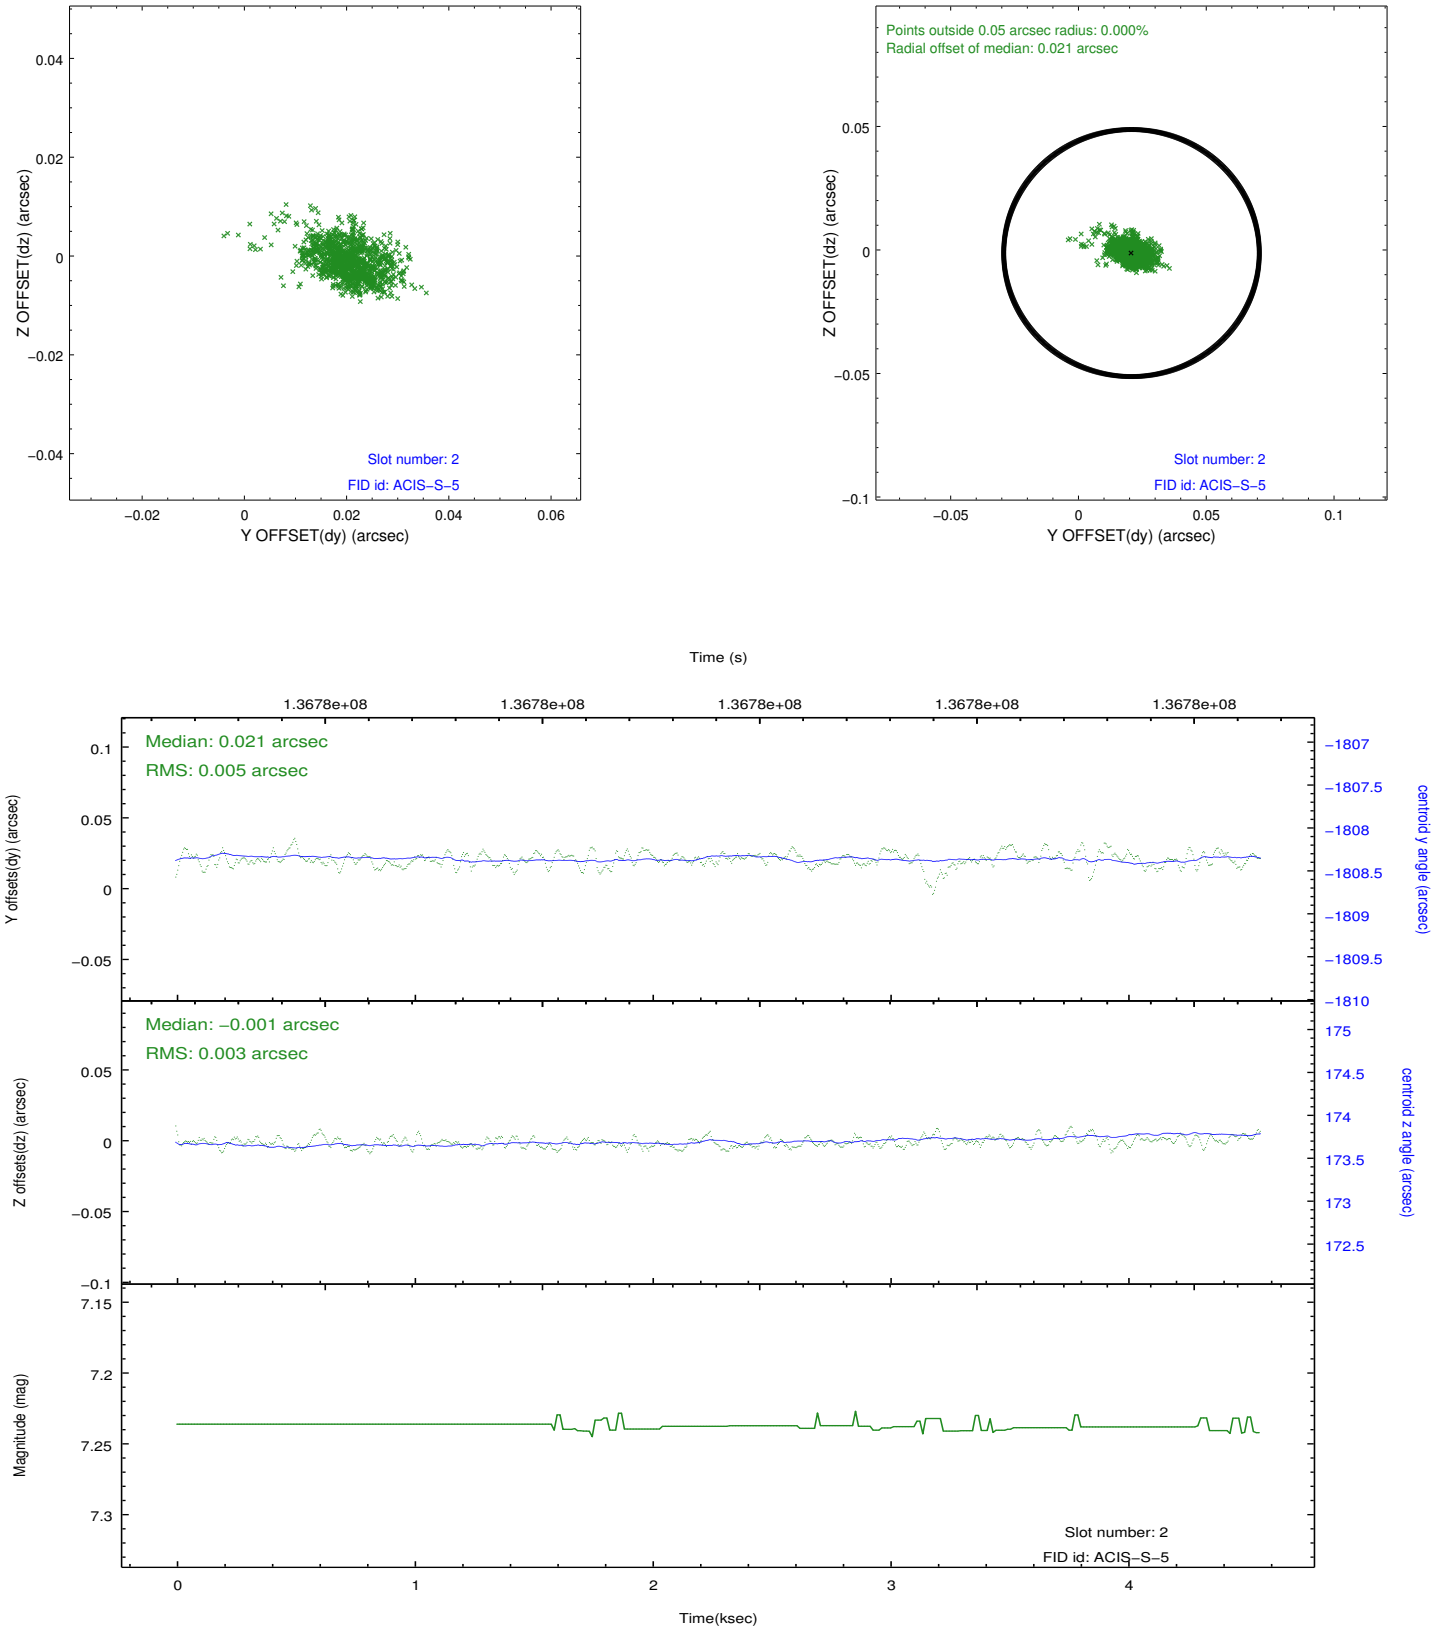 0.04
0.02
0
−0.02
−0.04
Z OFFSET(dz) (arcsec)
Slot number: 2
FID id: ACIS−S−5
−0.02
0
0.02
0.04
0.06
Y OFFSET(dy) (arcsec)
Points outside 0.05 arcsec radius: 0.000%
Radial offset of median: 0.021 arcsec
0.05
0
−0.05
−0.1
Z OFFSET(dz) (arcsec)
Slot number: 2
FID id: ACIS−S−5
−0.05
0
0.05
0.1
Y OFFSET(dy) (arcsec)
Time (s)
1.3678e+08
1.3678e+08
1.3678e+08
1.3678e+08
1.3678e+08
Median: 0.021 arcsec
RMS: 0.005 arcsec
0.1
0.05
0
−0.05
Y offsets(dy) (arcsec)
−1807
−1807.5
−1808
−1808.5
−1809
−1809.5
−1810
centroid y angle (arcsec)
Median: −0.001 arcsec
RMS: 0.003 arcsec
0.05
0
−0.05
−0.1
Z offsets(dz) (arcsec)
175
174.5
174
173.5
173
172.5
centroid z angle (arcsec)
7.15
7.2
7.25
7.3
Magnitude (mag)
Slot number: 2
FID id: ACIS−S−5
0
1
2
3
4
Time(ksec)